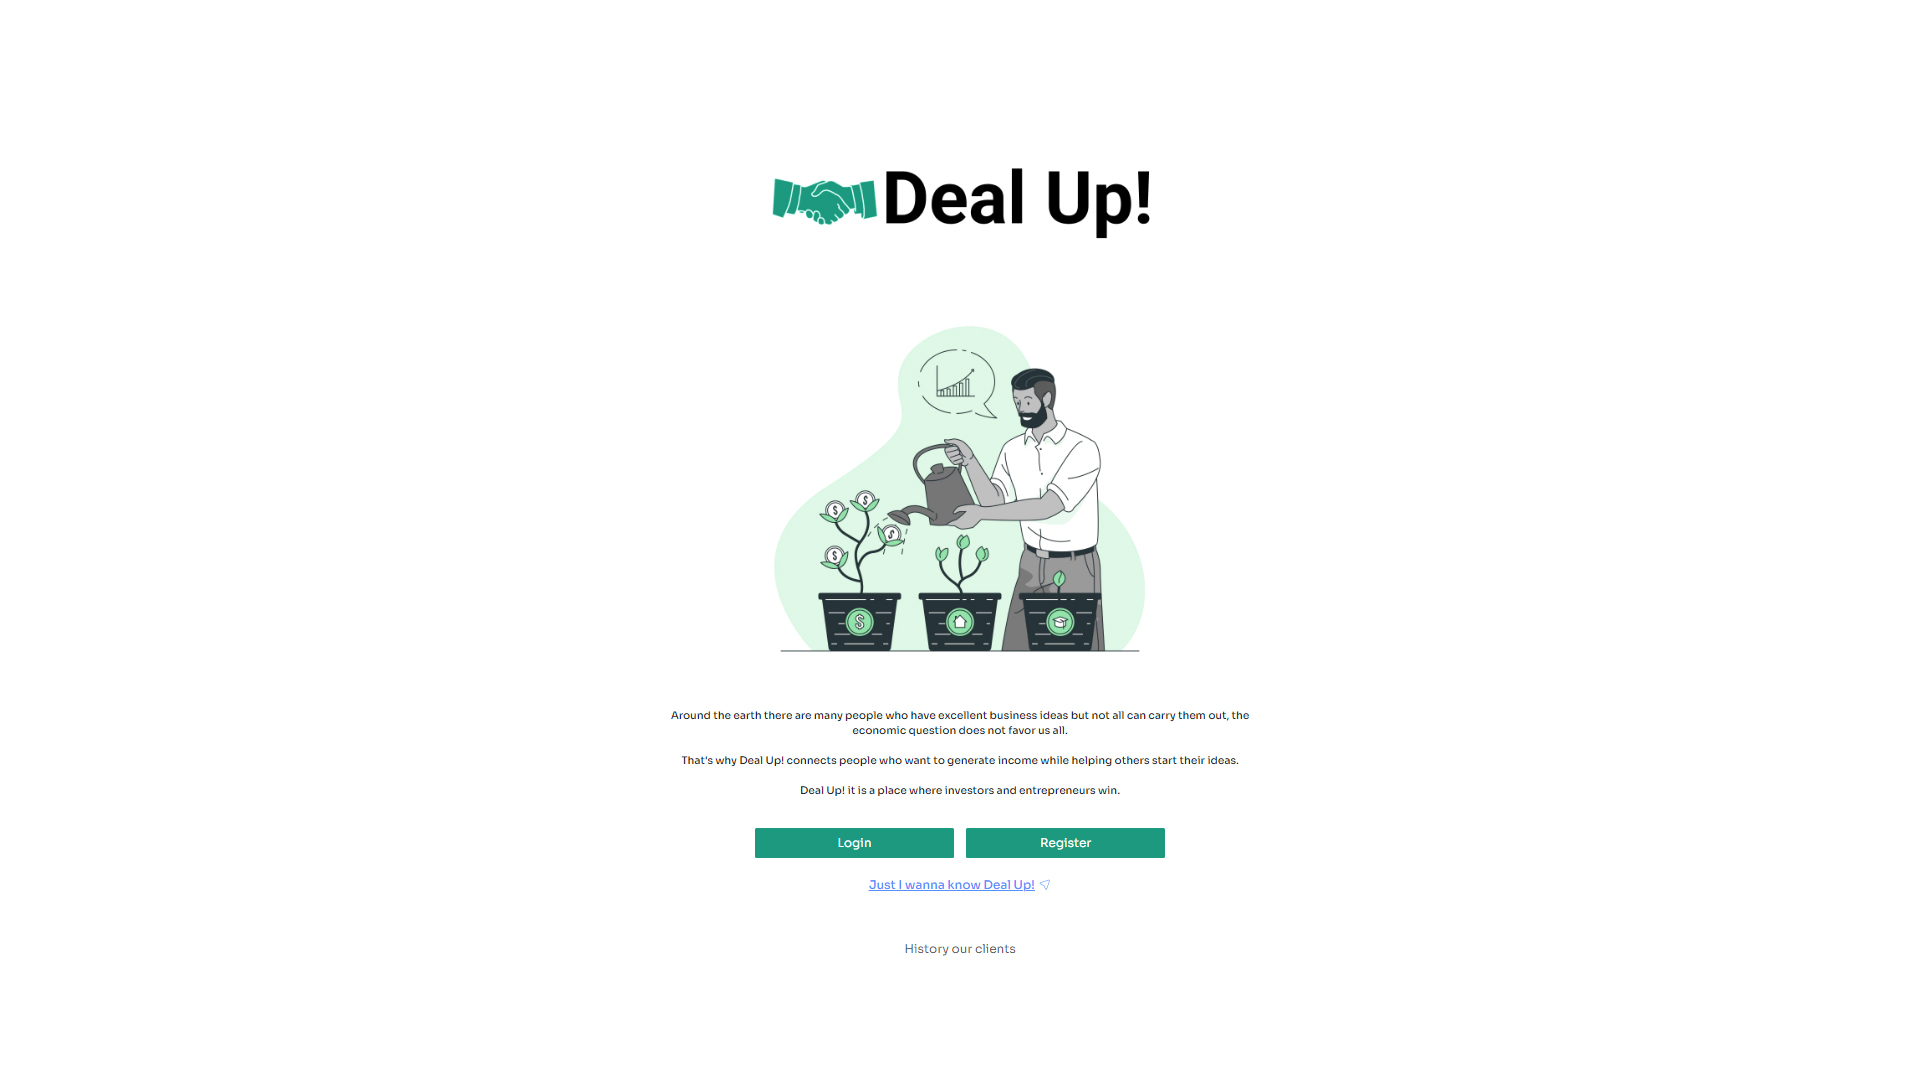 Deal Up!
$
$
$
$
$
Around the earth there are many people who have excellent business ideas but not all can carry them out, the
economic question does not favor us all.
That's why Deal Up! connects people who want to generate income while helping others start their ideas.
Deal Up! it is a place where investors and entrepreneurs win.
Login
Register
Just I wanna know Deal Up!
History our clients